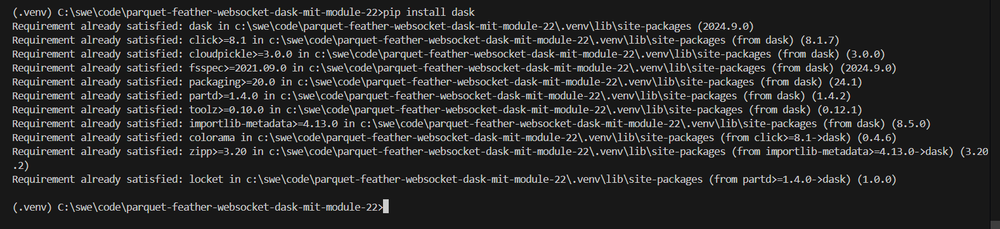 (.venv) C:\swe\code\parquet-feather-websocket-dask-mit-module-22>pip install dask
Requirement already satisfied: dask in c:\swe\code\parquet-feather-websocket-dask-mit-module-22\.venv\lib\site-packages (2024.9.0)
Requirement already satisfied: click>=8.1 in c:\swe\code\parquet-feather-websocket-dask-mit-module-22\.venv\lib\site-packages (from dask) (8.1.7)
Requirement already satisfied: cloudpickle>=3.0.0 in c:\swe\code\parquet-feather-websocket-dask-mit-module-22\.venv\lib\site-packages (from dask) (3.0.0)
Requirement already satisfied: fsspec>=2021.09.0 in c:\swe\code\parquet-feather-websocket-dask-mit-module-22\.venv\lib\site-packages (from dask) (2024.9.0)
Requirement already satisfied: packaging>=20.0 in c:\swe\code\parquet-feather-websocket-dask-mit-module-22\.venv\lib\site-packages (from dask) (24.1)
Requirement already satisfied: partd>=1.4.0 in c:\swe\code\parquet-feather-websocket-dask-mit-module-22\.venv\lib\site-packages (from dask) (1.4.2)
Requirement already satisfied: toolz>=0.10.0 in c:\swe\code\parquet-feather-websocket-dask-mit-module-22\.venv\lib\site-packages (from dask) (0.12.1)
Requirement already satisfied: importlib-metadata>=4.13.0 in c:\swe\code\parquet-feather-websocket-dask-mit-module-22\.venv\lib\site-packages (from dask) (8.5.0)
Requirement already satisfied: colorama in c:\swe\code\parquet-feather-websocket-dask-mit-module-22\.venv\lib\site-packages (from click>=8.1->dask) (0.4.6)
Requirement already satisfied: zipp>=3.20 in c:\swe\code\parquet-feather-websocket-dask-mit-module-22\.venv\lib\site-packages (from importlib-metadata>=4.13.0->dask) (3.20
.2)
Requirement already satisfied: locket in c:\swe\code\parquet-feather-websocket-dask-mit-module-22\.venv\lib\site-packages (from partd>=1.4.0->dask) (1.0.0)
(.venv) C:\swe\code\parquet-feather-websocket-dask-mit-module-22>